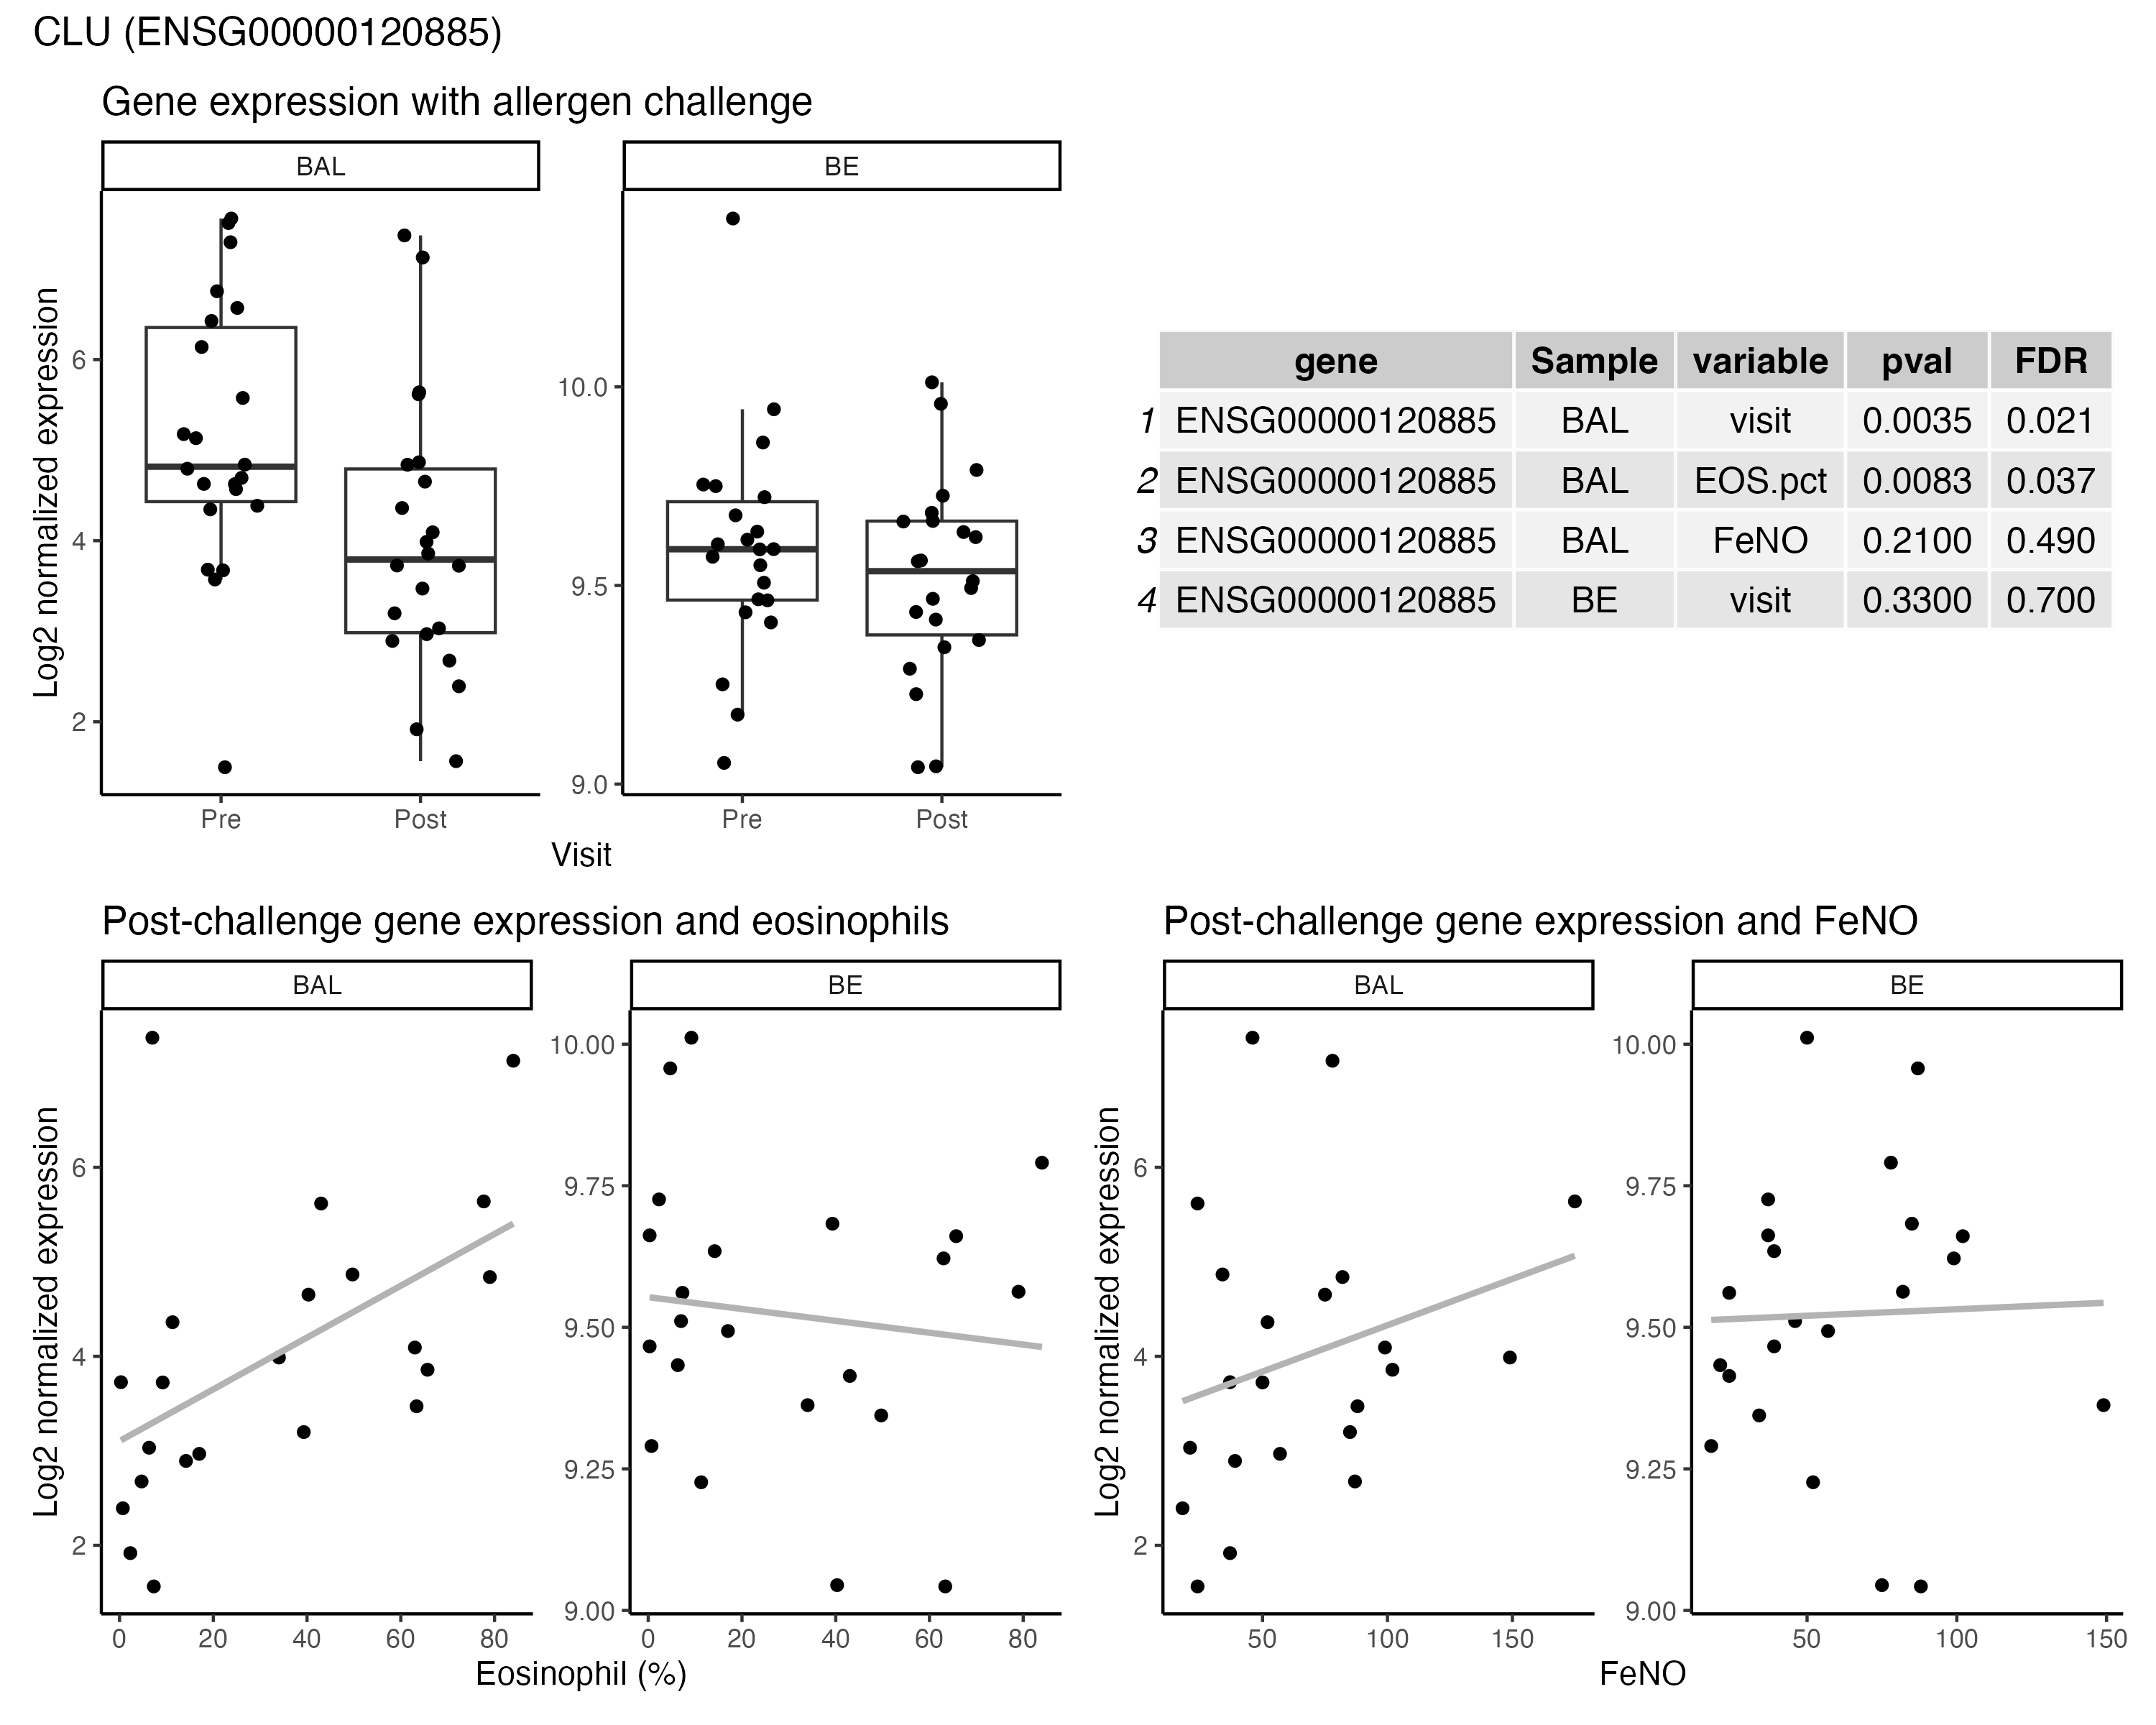 CLU (ENSG00000120885)
Gene expression with allergen challenge
BAL BE
Log2 normalized expression
6
4
2
10.0
9.5
9.0
Pre Post Pre Post
Visit
gene Sample variable pval FDR
1 ENSG00000120885 BAL visit 0.0035 0.021
2 ENSG00000120885 BAL EOS.pct 0.0083 0.037
3 ENSG00000120885 BAL FeNO 0.2100 0.490
4 ENSG00000120885 BE visit 0.3300 0.700
Post-challenge gene expression and eosinophils
BAL BE
Log2 normalized expression
6
4
2
10.00
9.75
9.50
9.25
9.00
0 20 40 60 80 0 20 40 60 80
Eosinophil (%)
Post-challenge gene expression and FeNO
BAL BE
Log2 normalized expression
6
4
2
10.00
9.75
9.50
9.25
9.00
50 100 150 50 100 150
FeNO